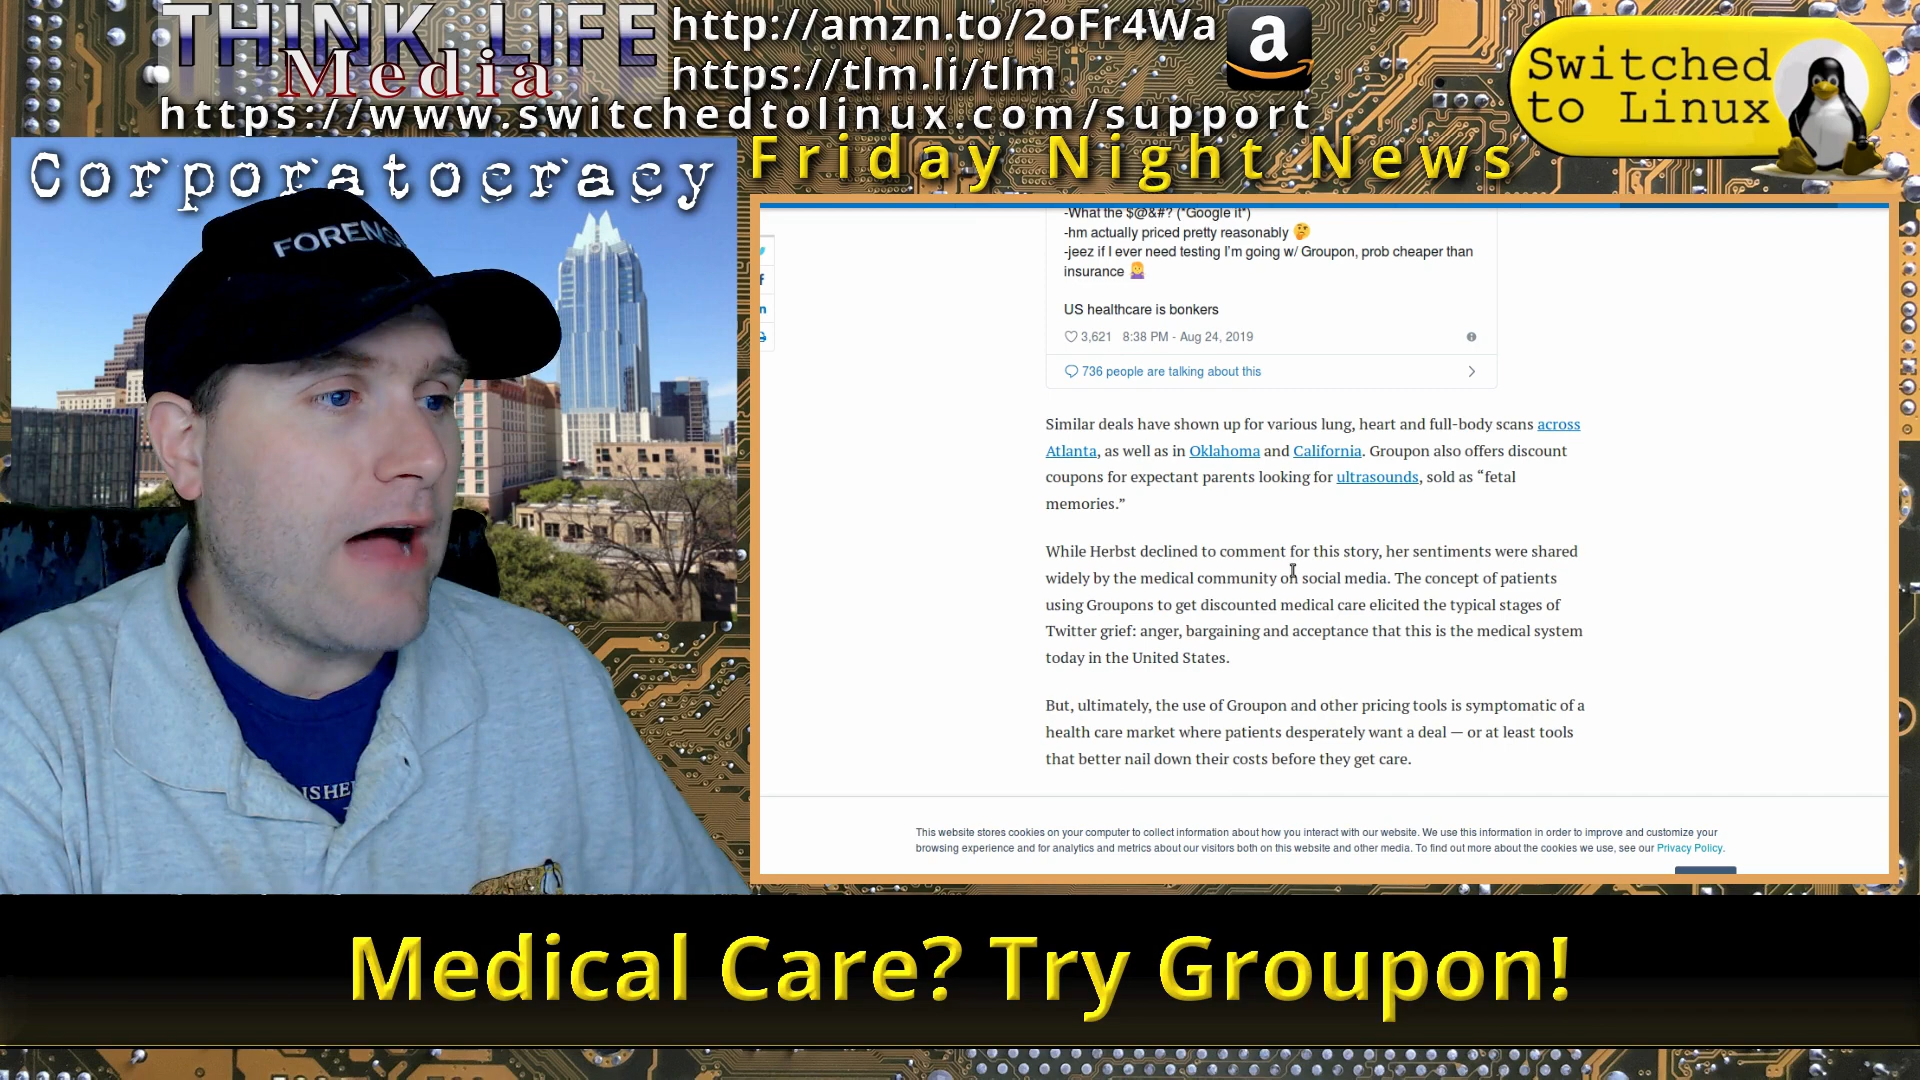 THINK LIFE
Media
http://amzn.to/2oFr4Wa
https://tlm.li/tlm
https://www.switchedtolinux.com/support
a
Switched
to Linux
Corporatocracy
Friday Night News
FORENS
ISHE
-What the $@&#? (*Google it*)
-hm actually priced pretty reasonably 🤔
-jeez if I ever need testing I'm going w/ Groupon, prob cheaper than
insurance 🤷‍♀️
US healthcare is bonkers
3,621 8:38 PM - Aug 24, 2019
736 people are talking about this
Similar deals have shown up for various lung, heart and full-body scans across
Atlanta, as well as in Oklahoma and California. Groupon also offers discount
coupons for expectant parents looking for ultrasounds, sold as “fetal
memories.”
While Herbst declined to comment for this story, her sentiments were shared
widely by the medical community on social media. The concept of patients
using Groupons to get discounted medical care elicited the typical stages of
Twitter grief: anger, bargaining and acceptance that this is the medical system
today in the United States.
But, ultimately, the use of Groupon and other pricing tools is symptomatic of a
health care market where patients desperately want a deal — or at least tools
that better nail down their costs before they get care.
This website stores cookies on your computer to collect information about how you interact with our website. We use this information in order to improve and customize your
browsing experience and for analytics and metrics about our visitors both on this website and other media. To find out more about the cookies we use, see our Privacy Policy.
Medical Care? Try Groupon!